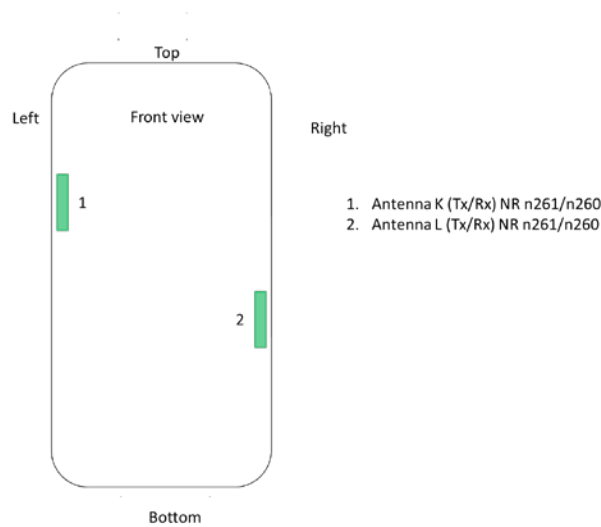 Top
Left
Front view
Right
1
1. Antenna K (Tx/Rx) NR n261/n260
2. Antenna L (Tx/Rx) NR n261/n260
2
Bottom